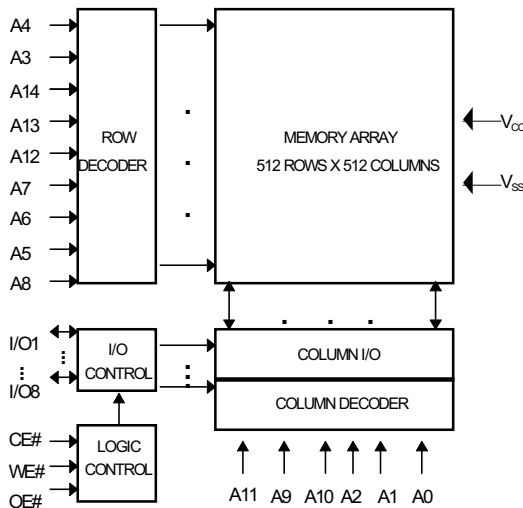 A4
A3
A14
A13
A12
A7
A6
A5
A8
ROW
DECODER
MEMORY ARRAY
512 ROWS X 512 COLUMNS
VCC
VSS
I/O1
I/O8
I/O
CONTROL
COLUMN I/O
COLUMN DECODER
CE#
WE#
OE#
LOGIC
CONTROL
A11 A9 A10 A2 A1 A0